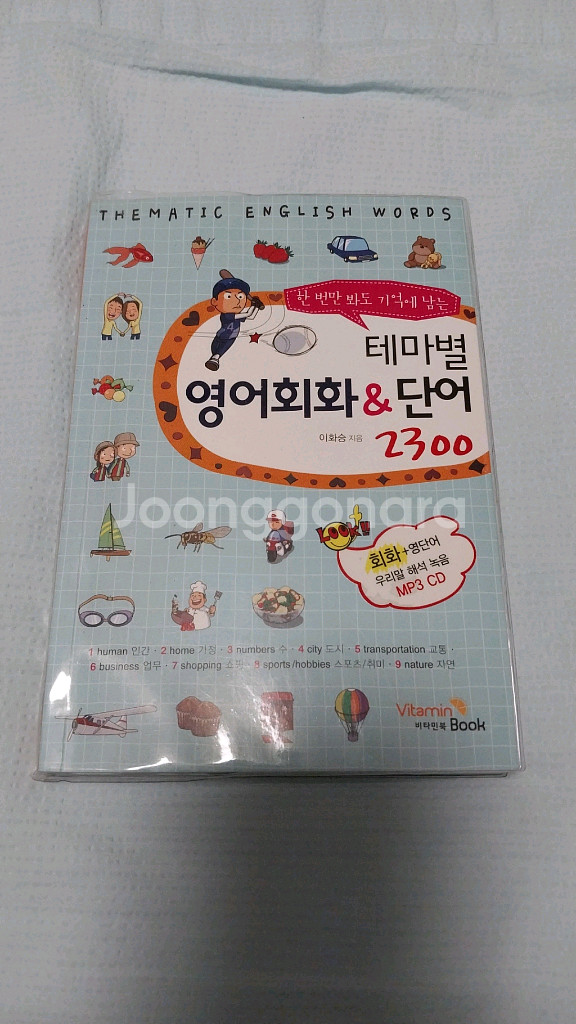 THEMATIC ENGLISH WORDS
한 번만 봐도 기억에 남는
테마별
영어회화 & 단어
이화승 지음
2300
4
Joonggonara
LOOK!!
회화+영단어
우리말 해석 녹음
MP3 CD
1 human 인간 · 2 home 가정 · 3 numbers 수 · 4 city 도시 · 5 transportation 교통 ·
6 business 업무 · 7 shopping 쇼핑 · 8 sports/hobbies 스포츠/취미 · 9 nature 자연
Vitamin
비타민북 Book